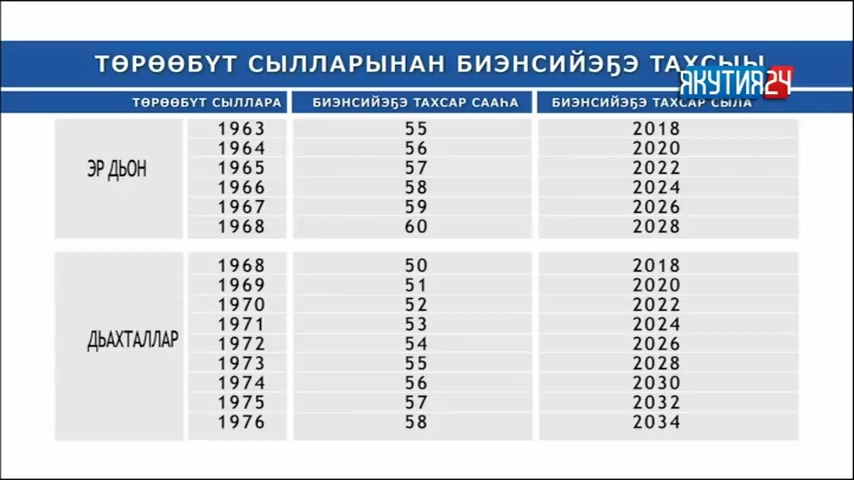 ТӨРӨӨБҮТ СЫЛЛАРЫНАН БИЭНСИЙЭҔЭ ТАХСЫЫ
ЯКУТИЯ24
ТӨРӨӨБҮТ СЫЛЛАРА БИЭНСИЙЭҔЭ ТАХСАР СААҺА БИЭНСИЙЭҔЭ ТАХСАР СЫЛА
ЭР ДЬОН
1963 55 2018
1964 56 2020
1965 57 2022
1966 58 2024
1967 59 2026
1968 60 2028
ДЬАХТАЛЛАР
1968 50 2018
1969 51 2020
1970 52 2022
1971 53 2024
1972 54 2026
1973 55 2028
1974 56 2030
1975 57 2032
1976 58 2034